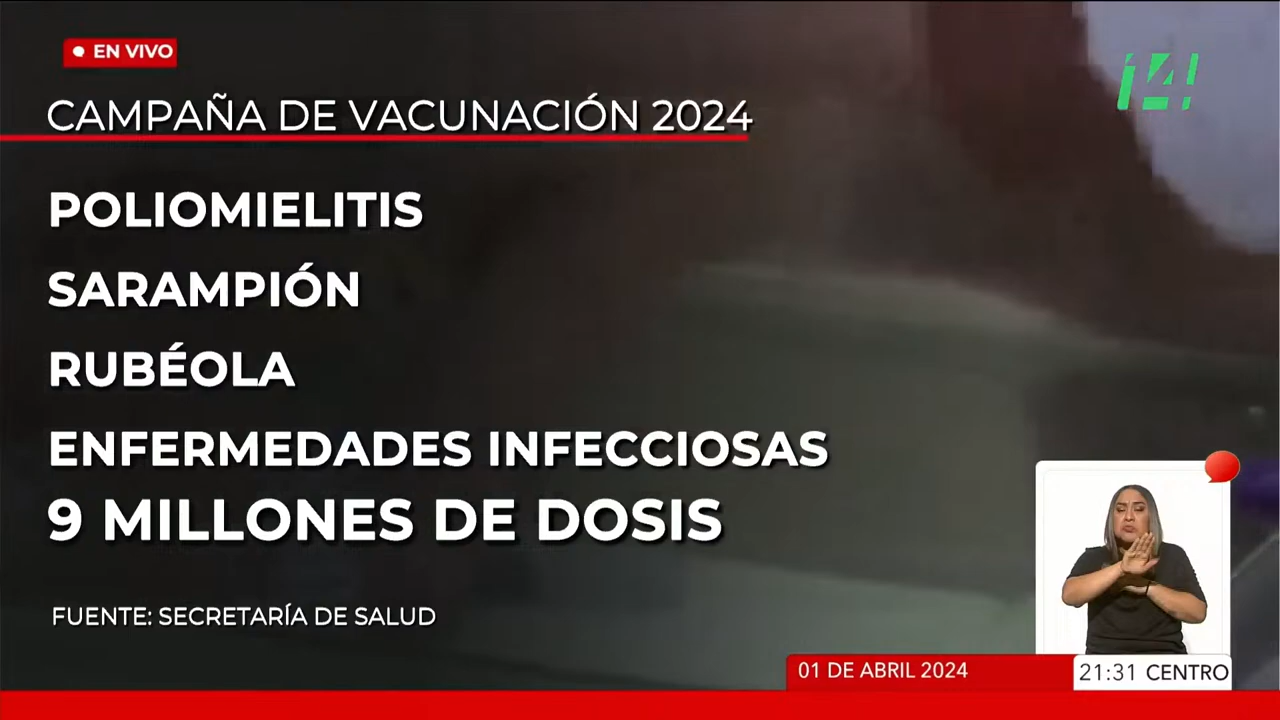 EN VIVO
CAMPAÑA DE VACUNACIÓN 2024
POLIOMIELITIS
SARAMPIÓN
RUBÉOLA
ENFERMEDADES INFECCIOSAS
9 MILLONES DE DOSIS
FUENTE: SECRETARÍA DE SALUD
01 DE ABRIL 2024
21:31 CENTRO